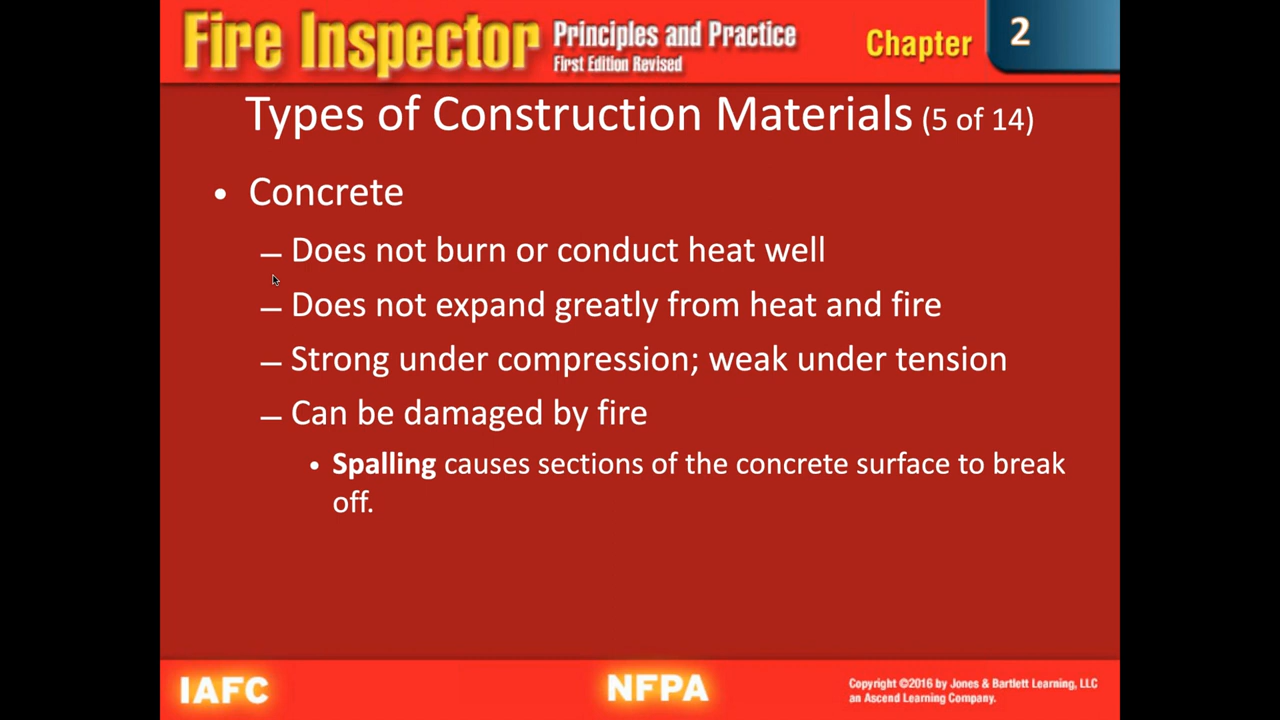 Fire Inspector Principles and Practice
First Edition Revised
Chapter 2
Types of Construction Materials (5 of 14)
• Concrete
– Does not burn or conduct heat well
– Does not expand greatly from heat and fire
– Strong under compression; weak under tension
– Can be damaged by fire
• Spalling causes sections of the concrete surface to break
off.
IAFC
NFPA
Copyright ©2016 by Jones & Bartlett Learning, LLC
an Ascend Learning Company.